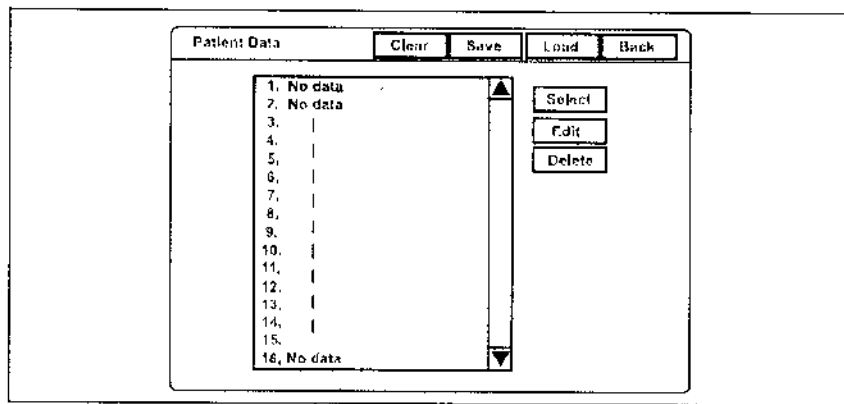 Patient Data Clear Save Load Back
1. No data
2. No data
3.
4.
5.
6.
7.
8.
9.
10.
11.
12.
13.
14.
15.
16. No data
Select
Edit
Delete